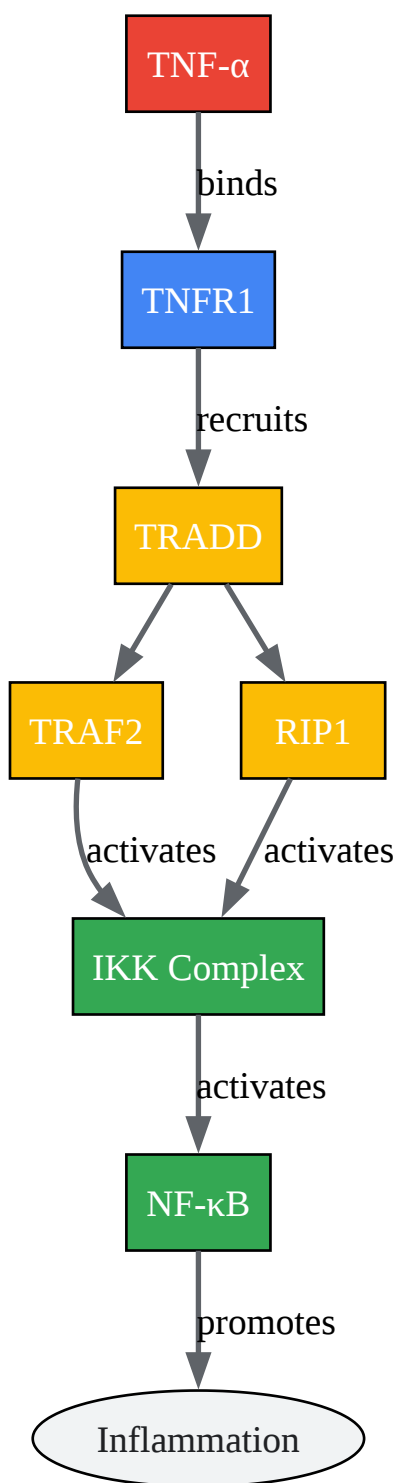 TNF-α
binds
TNFR1
recruits
TRADD
TRAF2
RIP1
activates
activates
IKK Complex
activates
NF-κB
promotes
Inflammation